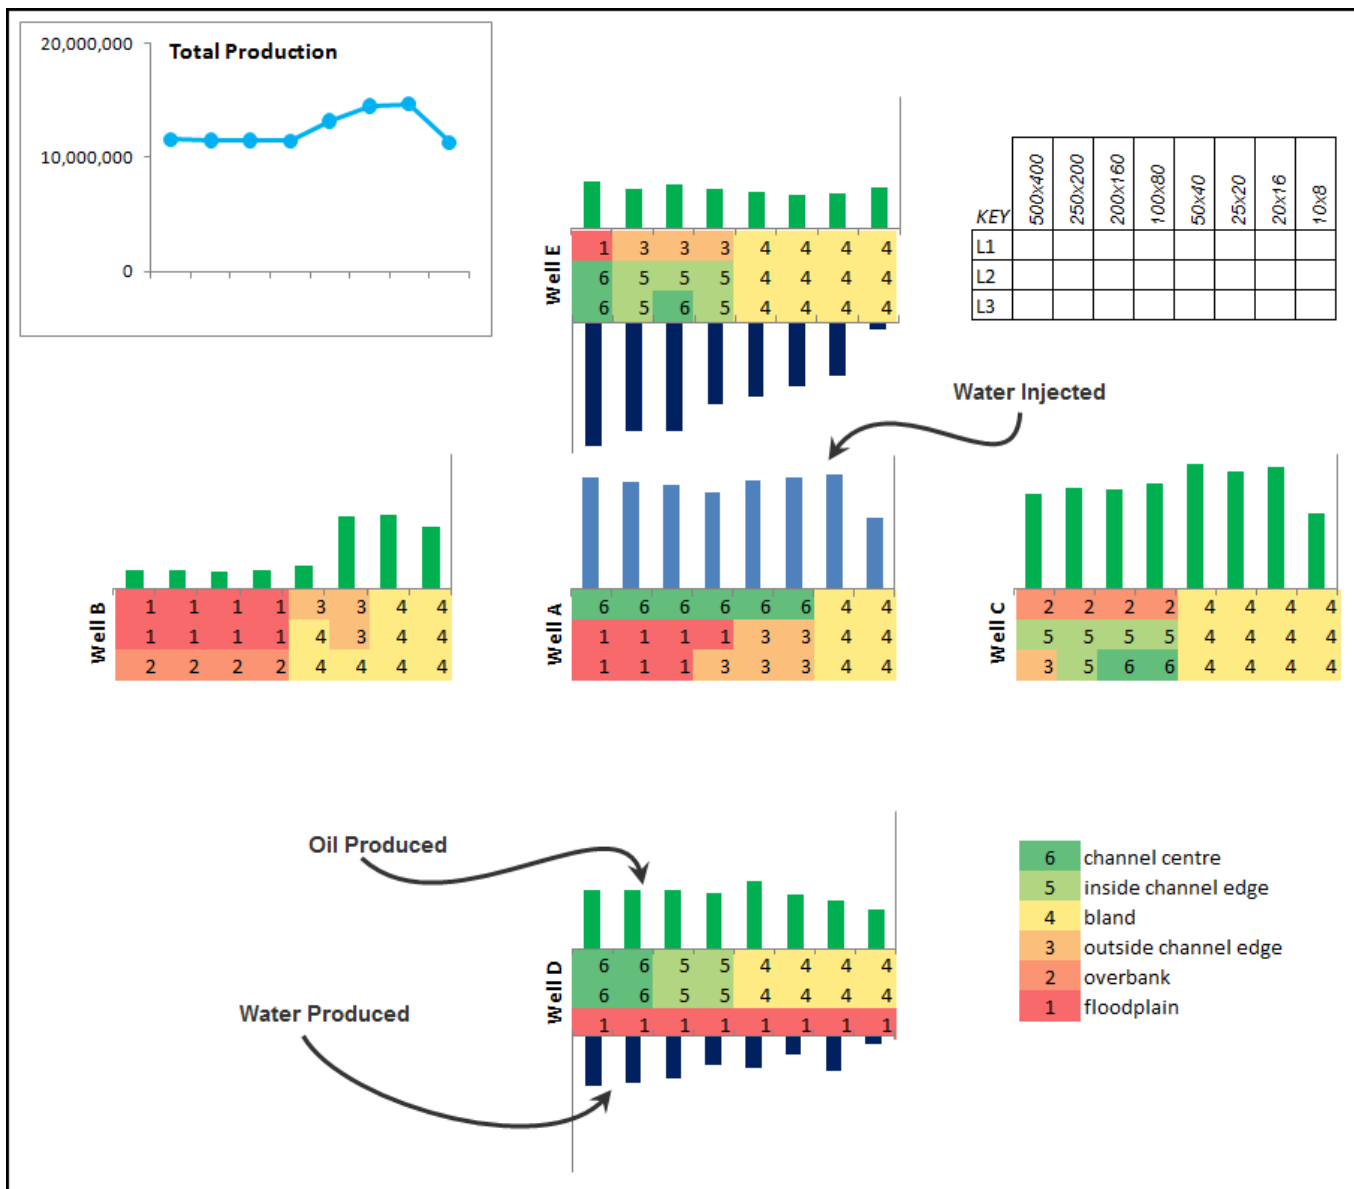 Total Production
20,000,000
10,000,000
0
KEY 500x400 250x200 200x160 100x80 50x40 25x20 20x16 10x8
L1
L2
L3
Well E
1 3 3 3 4 4 4 4
6 5 5 5 4 4 4 4
6 5 6 5 4 4 4 4
Water Injected
Well B
1 1 1 1 3 3 4 4
1 1 1 1 4 3 4 4
2 2 2 2 4 4 4 4
Well A
6 6 6 6 6 6 4 4
1 1 1 1 3 3 4 4
1 1 1 3 3 3 4 4
Well C
2 2 2 2 4 4 4 4
5 5 5 5 4 4 4 4
3 5 6 6 4 4 4 4
Oil Produced
Well D
6 6 5 5 4 4 4 4
6 6 5 5 4 4 4 4
1 1 1 1 1 1 1 1
Water Produced
6 channel centre
5 inside channel edge
4 bland
3 outside channel edge
2 overbank
1 floodplain